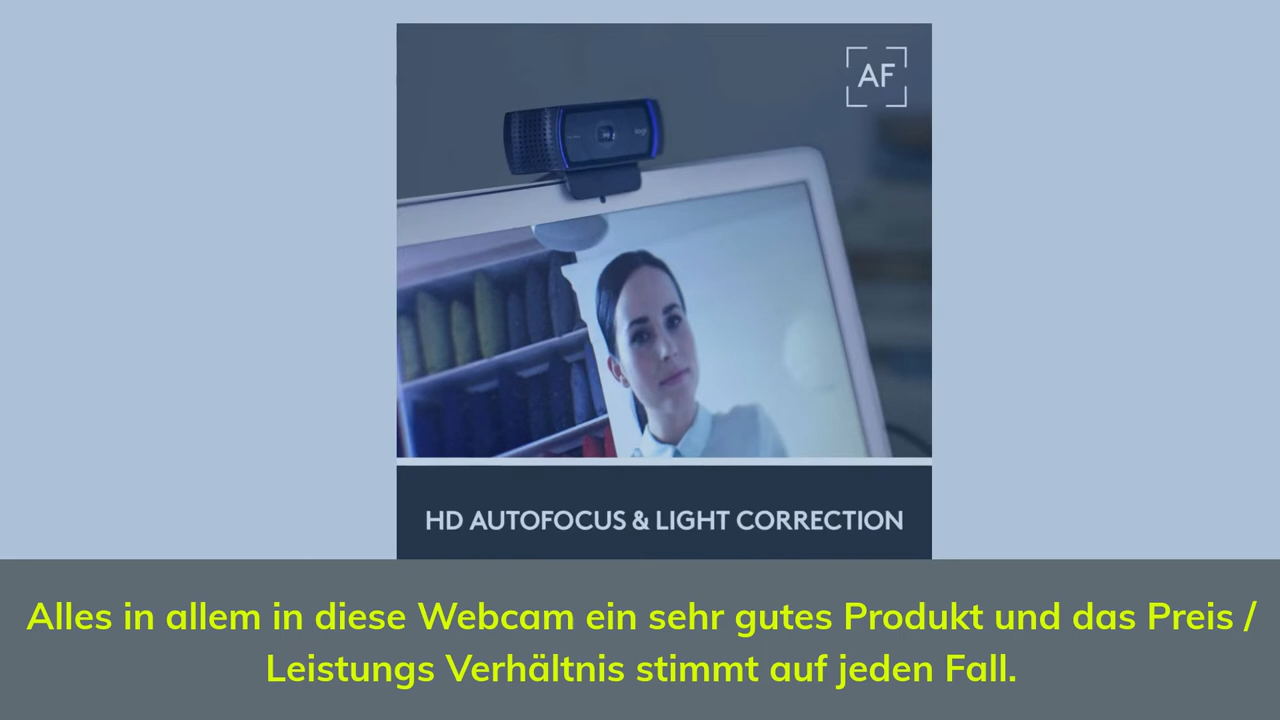 AF
HD AUTOFOCUS & LIGHT CORRECTION
Alles in allem in diese Webcam ein sehr gutes Produkt und das Preis /
Leistungs Verhältnis stimmt auf jeden Fall.